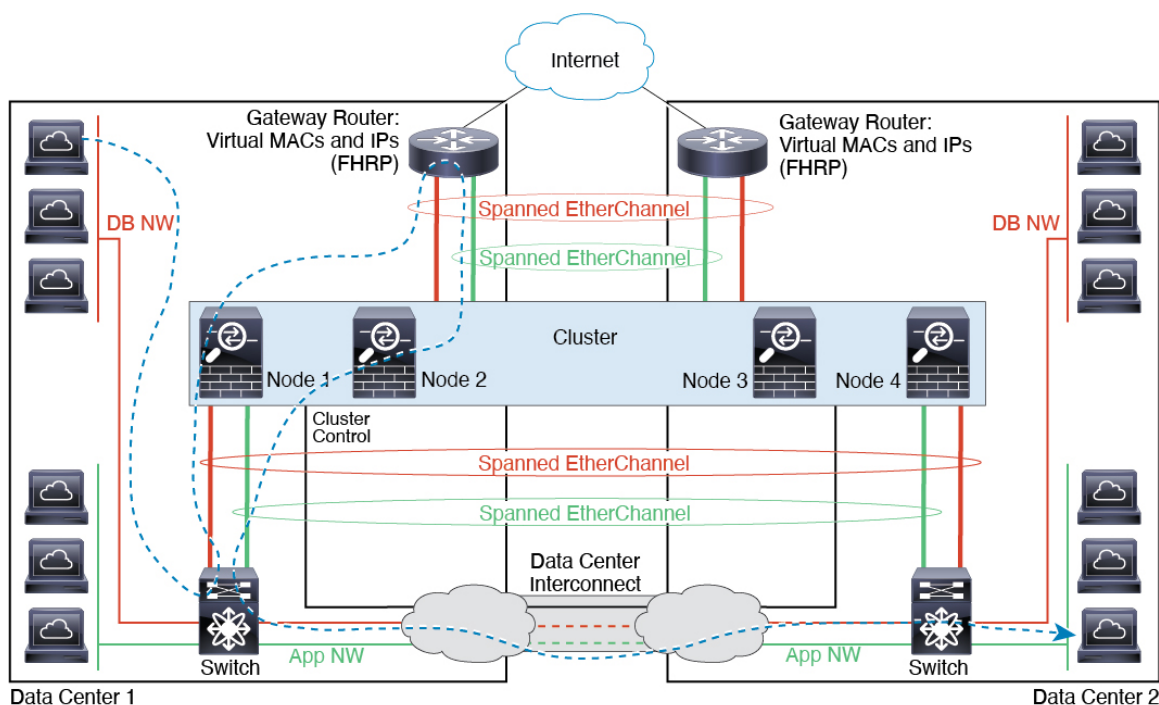 Internet
Gateway Router:
Virtual MACs and IPs
(FHRP)
Gateway Router:
Virtual MACs and IPs
(FHRP)
DB NW
Spanned EtherChannel
DB NW
Spanned EtherChannel
Cluster
Node 1
Node 2
Node 3
Node 4
Cluster
Control
Spanned EtherChannel
Spanned EtherChannel
Data Center
Interconnect
Switch
App NW
App NW
Switch
Data Center 1
Data Center 2